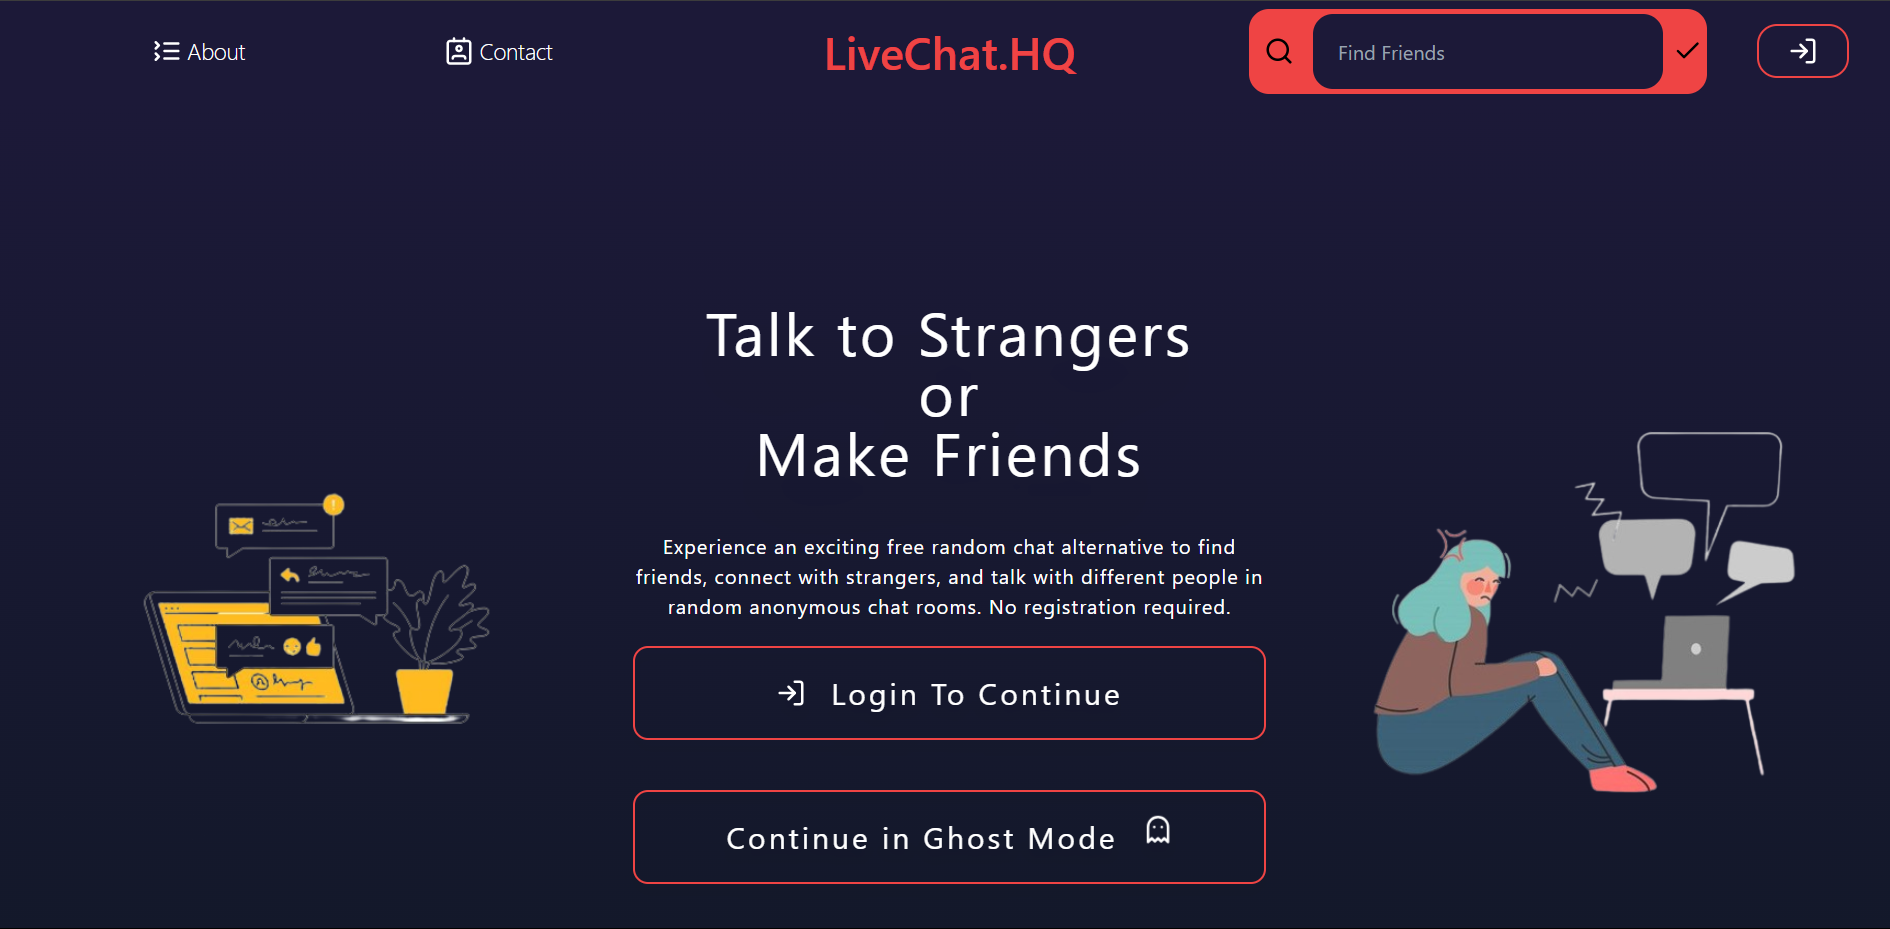 About
Contact
LiveChat.HQ
Find Friends
Talk to Strangers
or
Make Friends
Experience an exciting free random chat alternative to find
friends, connect with strangers, and talk with different people in
random anonymous chat rooms. No registration required.
Login To Continue
Continue in Ghost Mode